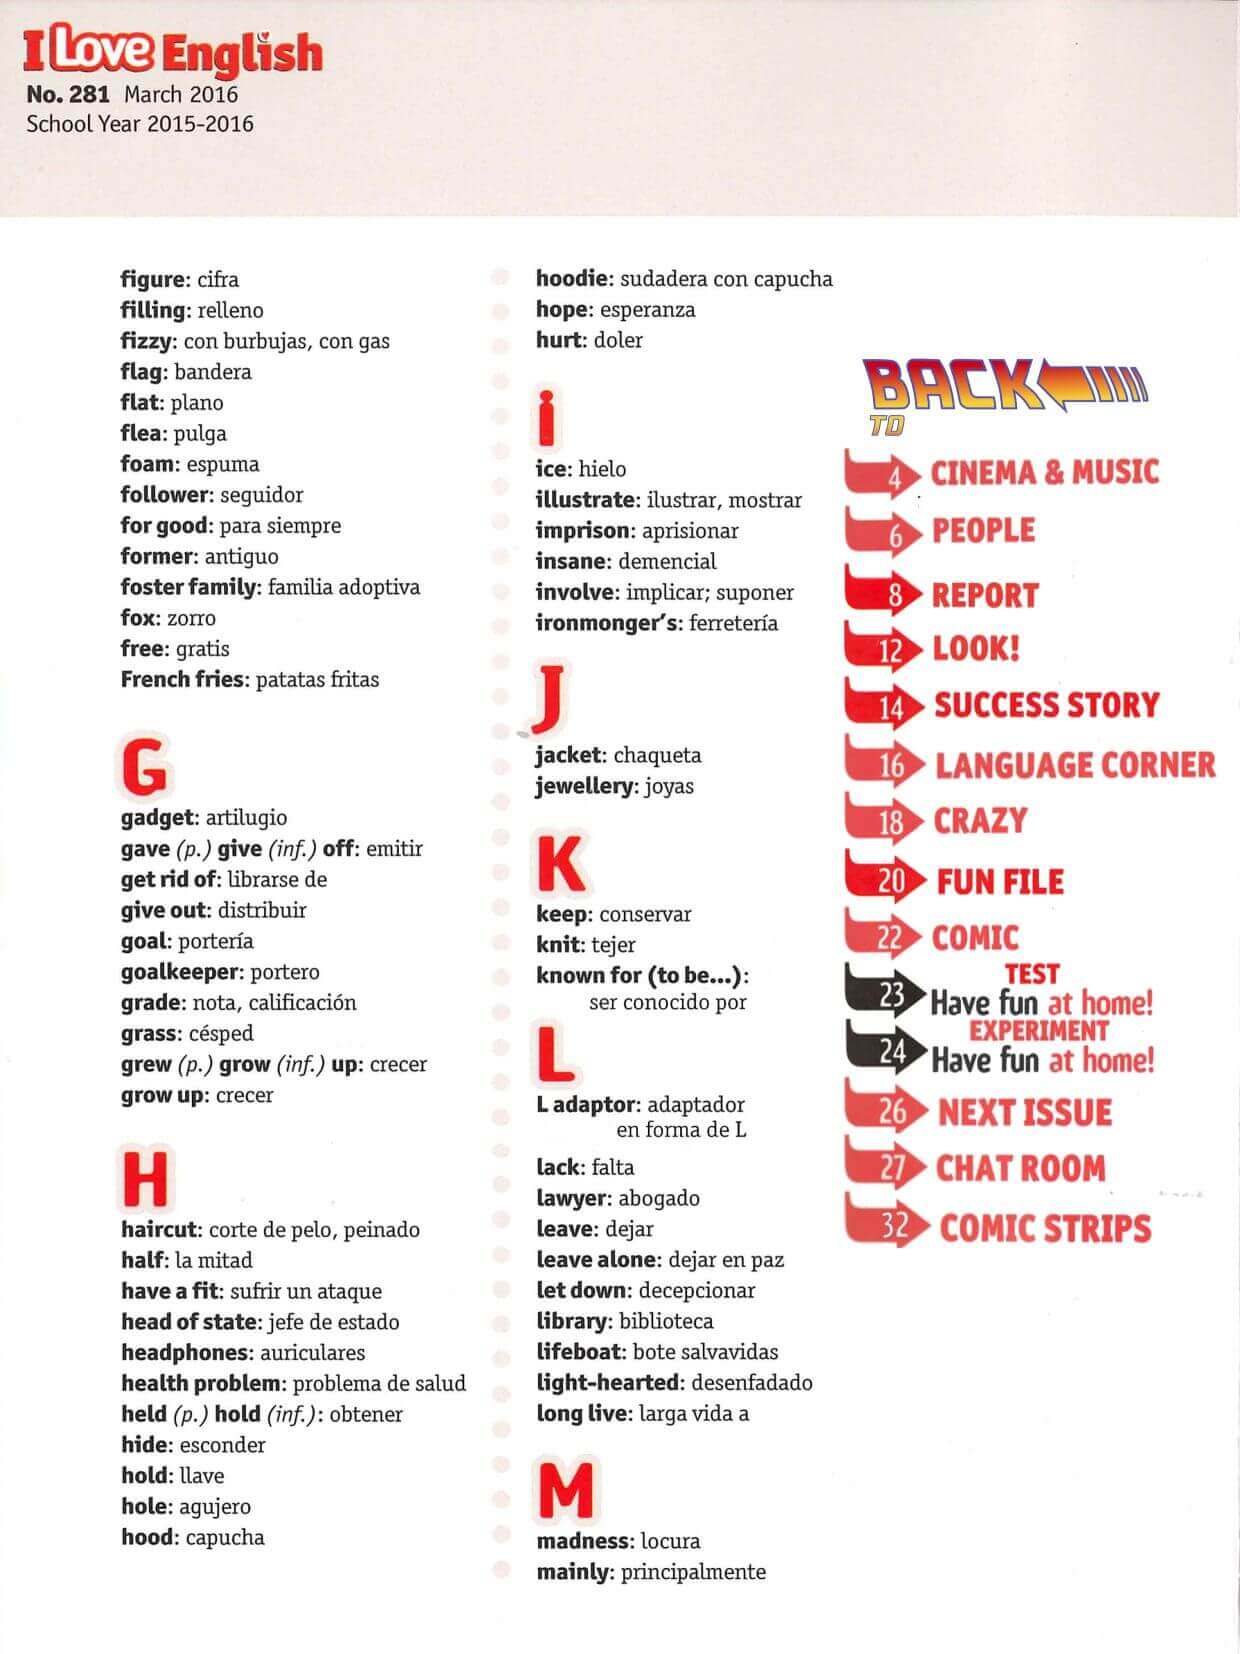 I Love English
No. 281 March 2016
School Year 2015-2016
figure: cifra
filling: relleno
fizzy: con burbujas, con gas
flag: bandera
flat: plano
flea: pulga
foam: espuma
follower: seguidor
for good: para siempre
former: antiguo
foster family: familia adoptiva
fox: zorro
free: gratis
French fries: patatas fritas
G
gadget: artilugio
gave (p.) give (inf.) off: emitir
get rid of: librarse de
give out: distribuir
goal: portería
goalkeeper: portero
grade: nota, calificación
grass: césped
grew (p.) grow (inf.) up: crecer
grow up: crecer
H
haircut: corte de pelo, peinado
half: la mitad
have a fit: sufrir un ataque
head of state: jefe de estado
headphones: auriculares
health problem: problema de salud
held (p.) hold (inf.): obtener
hide: esconder
hold: llave
hole: agujero
hood: capucha
hoodie: sudadera con capucha
hope: esperanza
hurt: doler
i
ice: hielo
illustrate: ilustrar, mostrar
imprison: aprisionar
insane: demencial
involve: implicar; suponer
ironmonger's: ferretería
J
jacket: chaqueta
jewellery: joyas
K
keep: conservar
knit: tejer
known for (to be...):
ser conocido por
L
L adaptor: adaptador
en forma de L
lack: falta
lawyer: abogado
leave: dejar
leave alone: dejar en paz
let down: decepcionar
library: biblioteca
lifeboat: bote salvavidas
light-hearted: desenfadado
long live: larga vida a
M
madness: locura
mainly: principalmente
BACK
TO
4 CINEMA & MUSIC
6 PEOPLE
8 REPORT
12 LOOK!
14 SUCCESS STORY
16 LANGUAGE CORNER
18 CRAZY
20 FUN FILE
22 COMIC
TEST
23 Have fun at home!
EXPERIMENT
24 Have fun at home!
26 NEXT ISSUE
27 CHAT ROOM
32 COMIC STRIPS